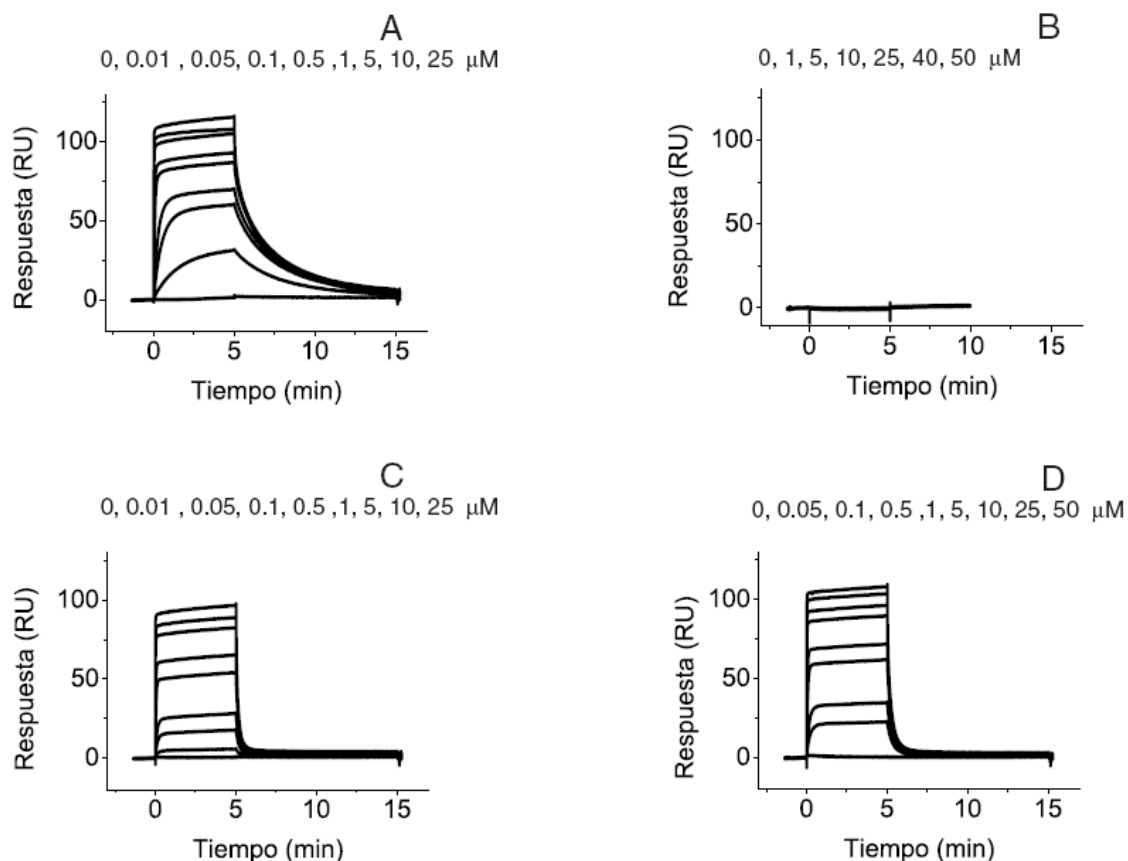 A
0, 0.01 , 0.05, 0.1, 0.5 ,1, 5, 10, 25 μM
Respuesta (RU)
100
50
0
0 5 10 15
Tiempo (min)
B
0, 1, 5, 10, 25, 40, 50 μM
Respuesta (RU)
100
50
0
0 5 10 15
Tiempo (min)
C
0, 0.01 , 0.05, 0.1, 0.5 ,1, 5, 10, 25 μM
Respuesta (RU)
100
50
0
0 5 10 15
Tiempo (min)
D
0, 0.05, 0.1, 0.5 ,1, 5, 10, 25, 50 μM
Respuesta (RU)
100
50
0
0 5 10 15
Tiempo (min)